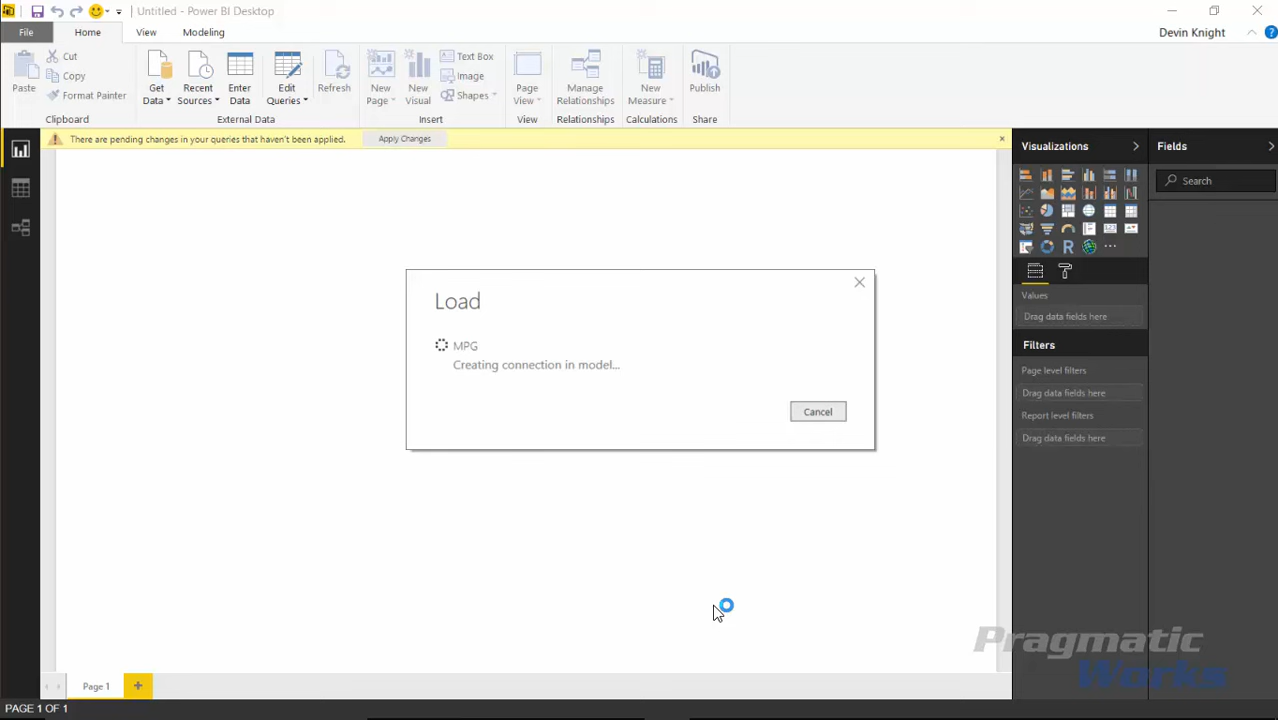 Untitled - Power BI Desktop
File
Home
View
Modeling
Devin Knight
?
Paste
Cut
Copy
Format Painter
Clipboard
Get Data
Recent Sources
Enter Data
Edit Queries
Refresh
External Data
New Page
New Visual
Text Box
Image
Shapes
Insert
Page View
View
Manage Relationships
Relationships
New Measure
Calculations
Publish
Share
There are pending changes in your queries that haven't been applied.
Apply Changes
Visualizations
Fields
Search
R
Values
Drag data fields here
Filters
Page level filters
Drag data fields here
Report level filters
Drag data fields here
Load
MPG
Creating connection in model...
Cancel
Pragmatic
Works
Page 1
PAGE 1 OF 1